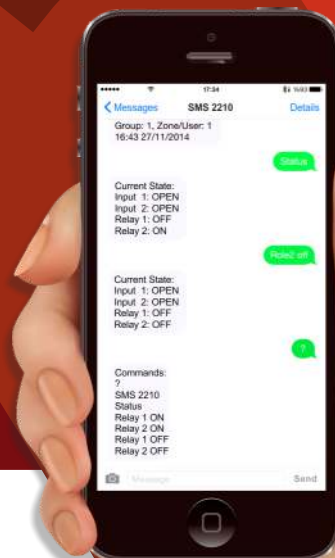 17:34
Messages
SMS 2210
Details
Group: 1, Zone/User: 1
16:43 27/11/2014
Status
Current State:
Input 1: OPEN
Input 2: OPEN
Relay 1: OFF
Relay 2: ON
Role2 off
Current State:
Input 1: OPEN
Input 2: OPEN
Relay 1: OFF
Relay 2: OFF
?
Commands:
?
SMS 2210
Status
Relay 1 ON
Relay 2 ON
Relay 1 OFF
Relay 2 OFF
Message
Send